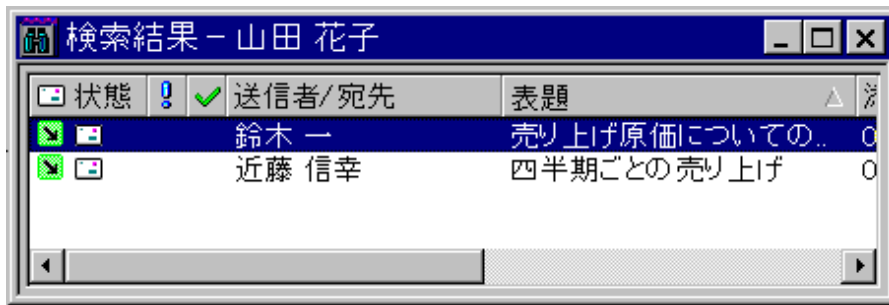 検索結果 - 山田 花子
状態 送信者/宛先 表題
鈴木 一 売り上げ原価についての..
近藤 信幸 四半期ごとの売り上げ